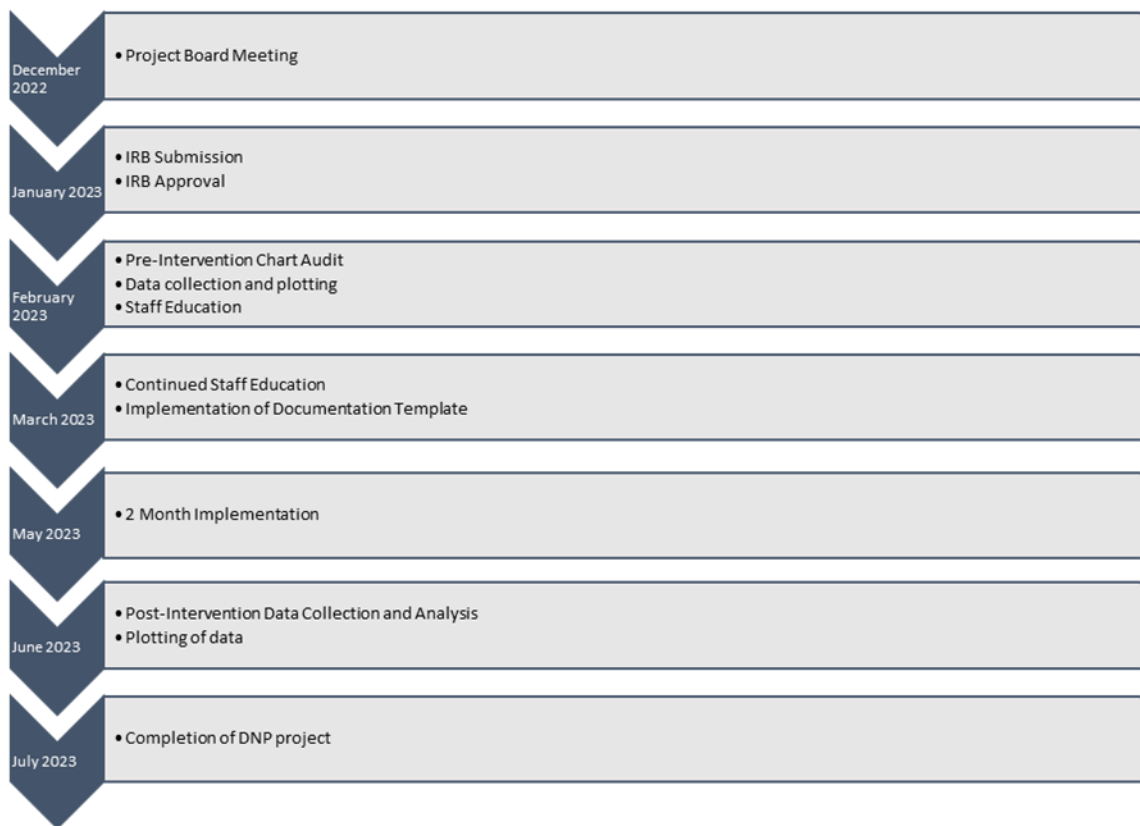 December
2022
• Project Board Meeting
January 2023
• IRB Submission
• IRB Approval
February
2023
• Pre-Intervention Chart Audit
• Data collection and plotting
• Staff Education
March 2023
• Continued Staff Education
• Implementation of Documentation Template
May 2023
• 2 Month Implementation
June 2023
• Post-Intervention Data Collection and Analysis
• Plotting of data
July 2023
• Completion of DNP project